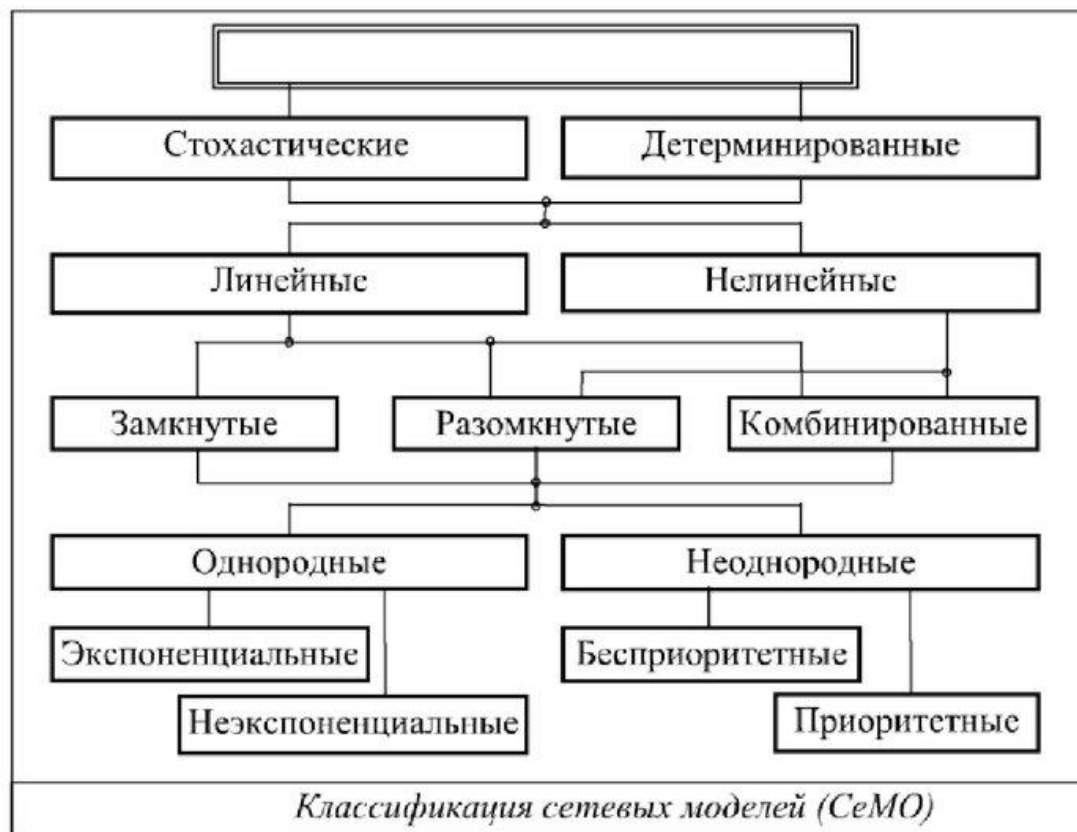 Стохастические
Детерминированные
Линейные
Нелинейные
Замкнутые
Разомкнутые
Комбинированные
Однородные
Неоднородные
Экспоненциальные
Бесприоритетные
Неэкспоненциальные
Приоритетные
Классификация сетевых моделей (СеМО)